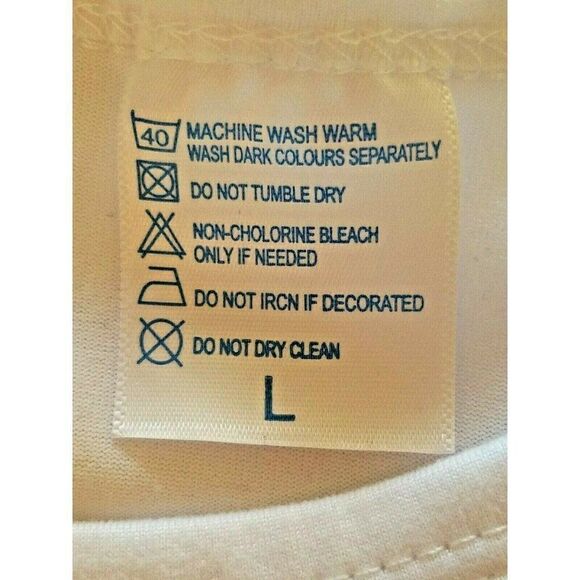 40 MACHINE WASH WARM
WASH DARK COLOURS SEPARATELY
DO NOT TUMBLE DRY
NON-CHOLORINE BLEACH
ONLY IF NEEDED
DO NOT IRCN IF DECORATED
DO NOT DRY CLEAN
L